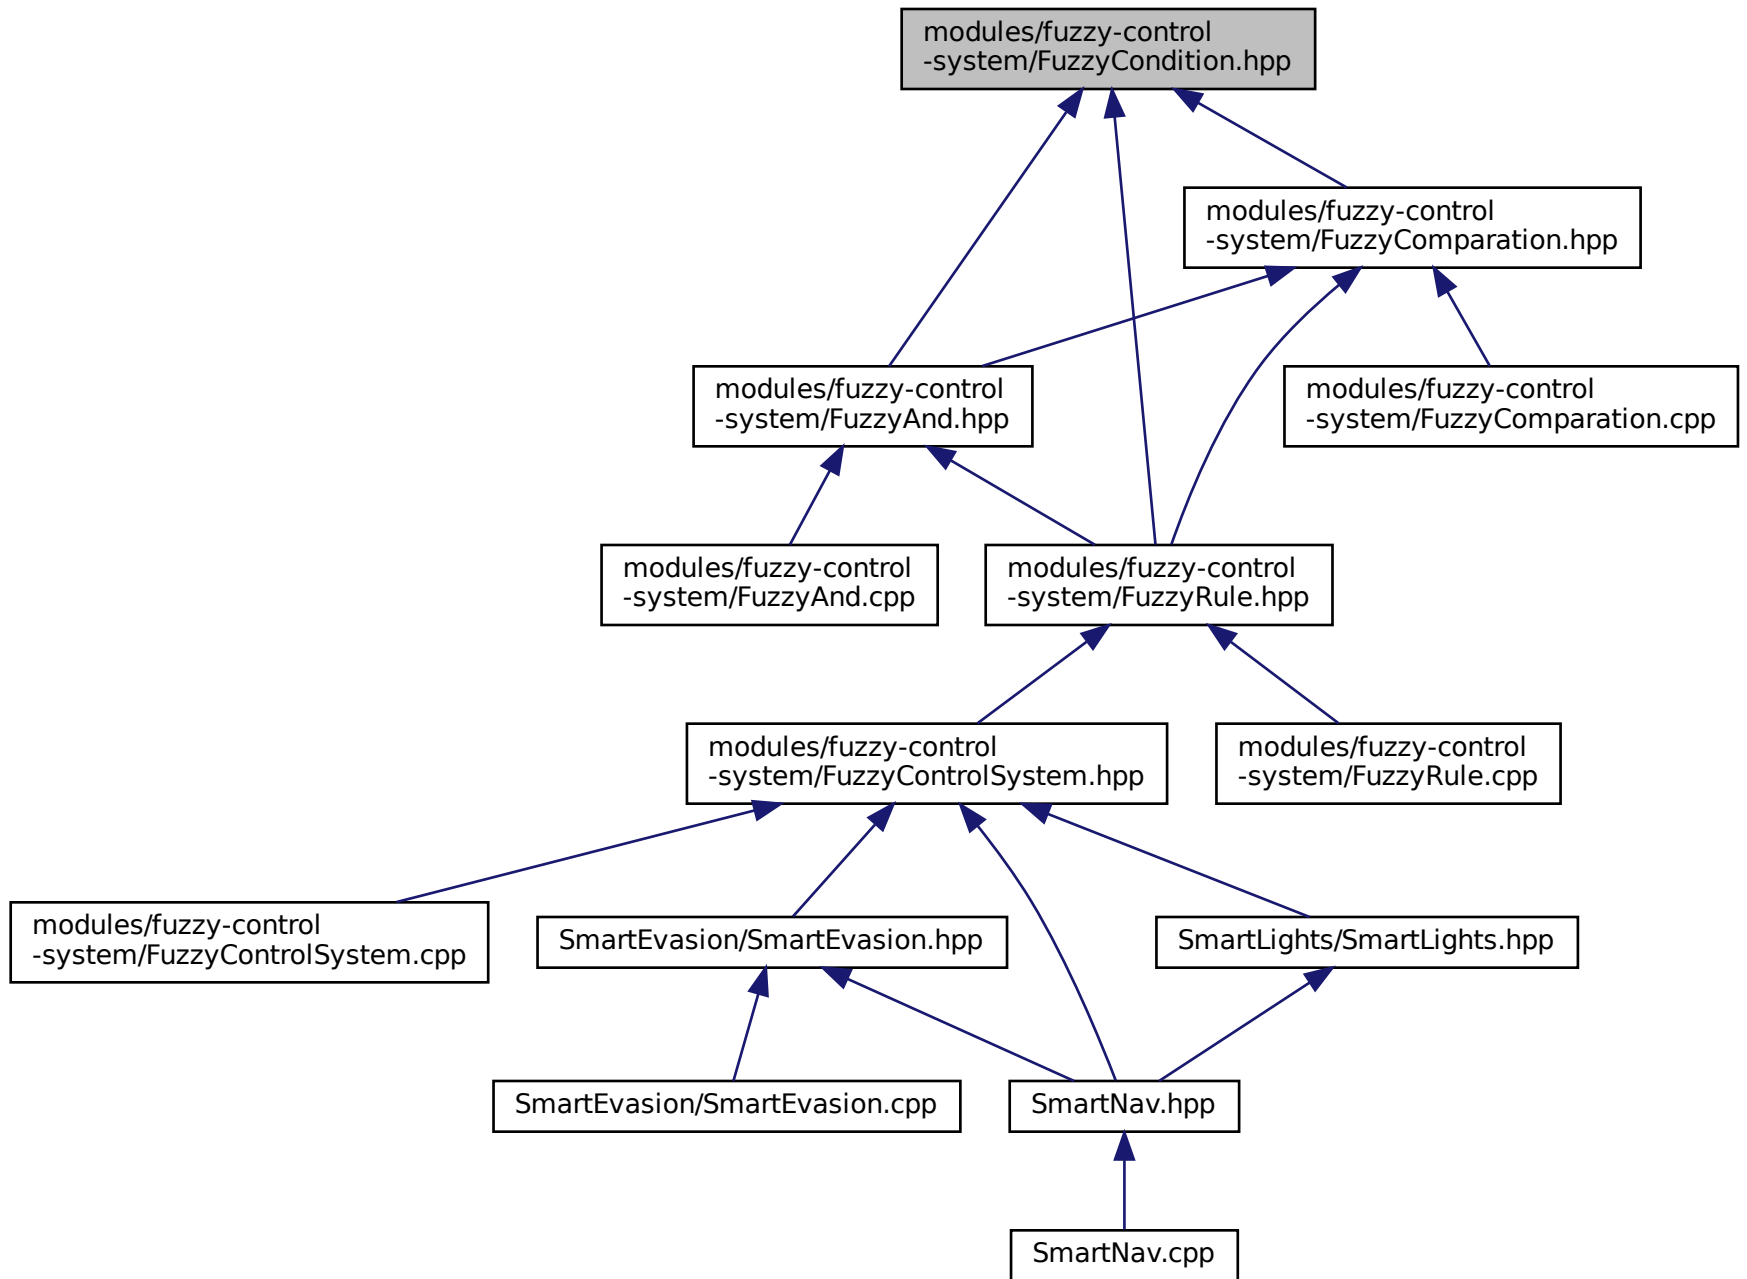 modules/fuzzy-control
-system/FuzzyCondition.hpp
modules/fuzzy-control
-system/FuzzyComparation.hpp
modules/fuzzy-control
-system/FuzzyAnd.hpp
modules/fuzzy-control
-system/FuzzyComparation.cpp
modules/fuzzy-control
-system/FuzzyAnd.cpp
modules/fuzzy-control
-system/FuzzyRule.hpp
modules/fuzzy-control
-system/FuzzyControlSystem.hpp
modules/fuzzy-control
-system/FuzzyRule.cpp
modules/fuzzy-control
-system/FuzzyControlSystem.cpp
SmartEvasion/SmartEvasion.hpp
SmartLights/SmartLights.hpp
SmartEvasion/SmartEvasion.cpp
SmartNav.hpp
SmartNav.cpp